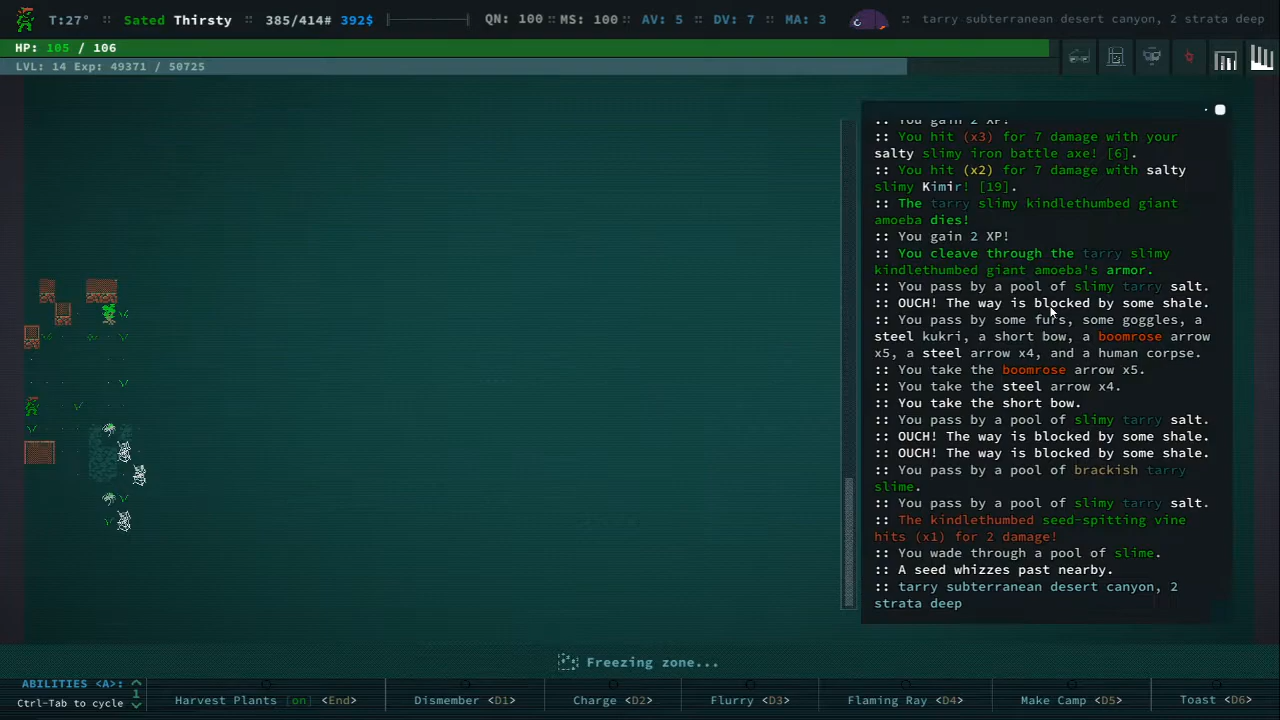 T:27° :: Sated Thirsty :: 385/414# 392$ QN: 100 :: MS: 100 :: AV: 5 :: DV: 7 :: MA: 3 :: tarry subterranean desert canyon, 2 strata deep
HP: 105 / 106
LVL: 14 Exp: 49371 / 50725
:: You gain 2 XP!
:: You hit (x3) for 7 damage with your
salty slimy iron battle axe! [6].
:: You hit (x2) for 7 damage with salty
slimy Kimir! [19].
:: The tarry slimy kindlethumbed giant
amoeba dies!
:: You gain 2 XP!
:: You cleave through the tarry slimy
kindlethumbed giant amoeba's armor.
:: You pass by a pool of slimy tarry salt.
:: OUCH! The way is blocked by some shale.
:: You pass by some furs, some goggles, a
steel kukri, a short bow, a boomrose arrow
x5, a steel arrow x4, and a human corpse.
:: You take the boomrose arrow x5.
:: You take the steel arrow x4.
:: You take the short bow.
:: You pass by a pool of slimy tarry salt.
:: OUCH! The way is blocked by some shale.
:: OUCH! The way is blocked by some shale.
:: You pass by a pool of brackish tarry
slime.
:: You pass by a pool of slimy tarry salt.
:: The kindlethumbed seed-spitting vine
hits (x1) for 2 damage!
:: You wade through a pool of slime.
:: A seed whizzes past nearby.
:: tarry subterranean desert canyon, 2
strata deep
Freezing zone...
ABILITIES <A>:
1
Ctrl-Tab to cycle
Harvest Plants [on] <End> Dismember <D1> Charge <D2> Flurry <D3> Flaming Ray <D4> Make Camp <D5> Toast <D6>